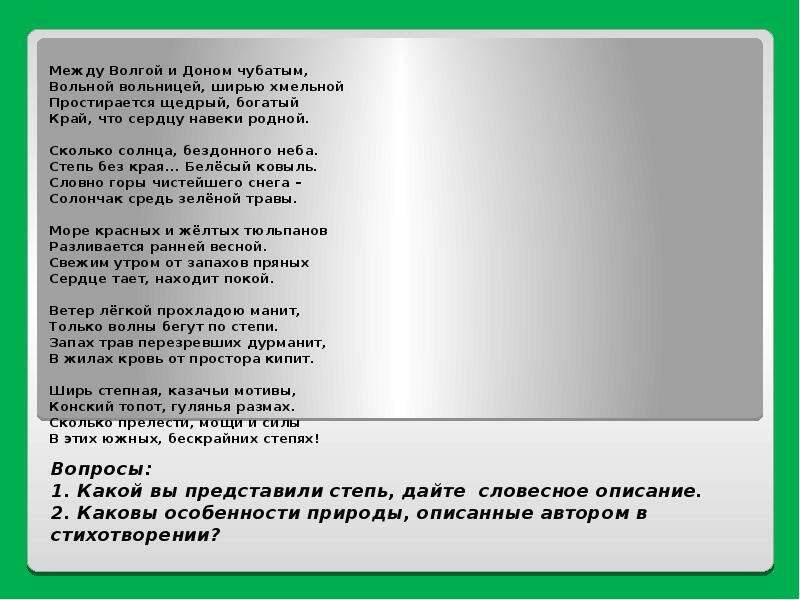 Между Волгой и Доном чубатым,
Вольной вольницей, ширью хмельной
Простирается щедрый, богатый
Край, что сердцу навеки родной.

Сколько солнца, бездонного неба.
Степь без края... Белёсый ковыль.
Словно горы чистейшего снега –
Солончак средь зелёной травы.

Море красных и жёлтых тюльпанов
Разливается ранней весной.
Свежим утром от запахов пряных
Сердце тает, находит покой.

Ветер лёгкой прохладою манит,
Только волны бегут по степи.
Запах трав перезревших дурманит,
В жилах кровь от простора кипит.

Ширь степная, казачьи мотивы,
Конский топот, гулянья размах.
Сколько прелести, мощи и силы
В этих южных, бескрайних степях!

Вопросы:
1. Какой вы представили степь, дайте словесное описание.
2. Каковы особенности природы, описанные автором в
стихотворении?